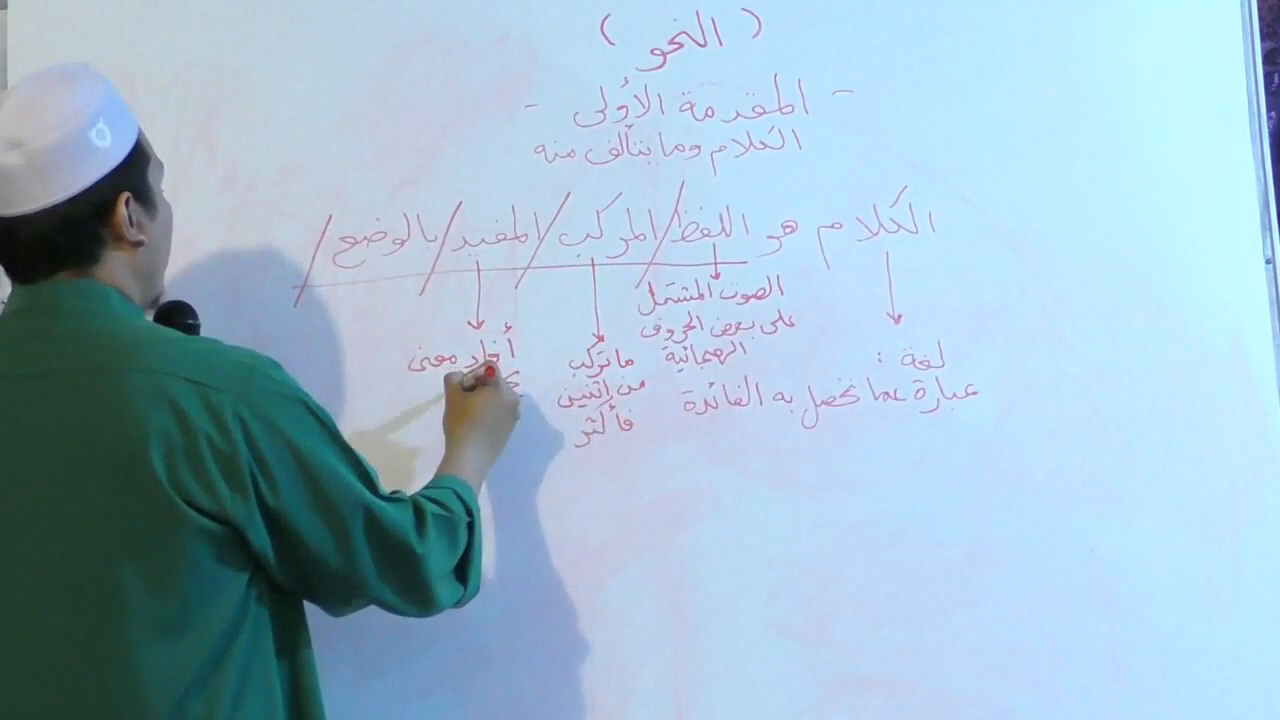 ( النحو )
- المقدمة الأولى -
الكلام وما يتألف منه
الكلام هو اللفظ/المركب/المفيد/بالوضع/
الصوت المشتمل
على بعض الحروف
الهجائية
ما تركب
من اثنين
فأكثر
أفاد معنى
لغة :
عبارة عما تحصل به الفائدة